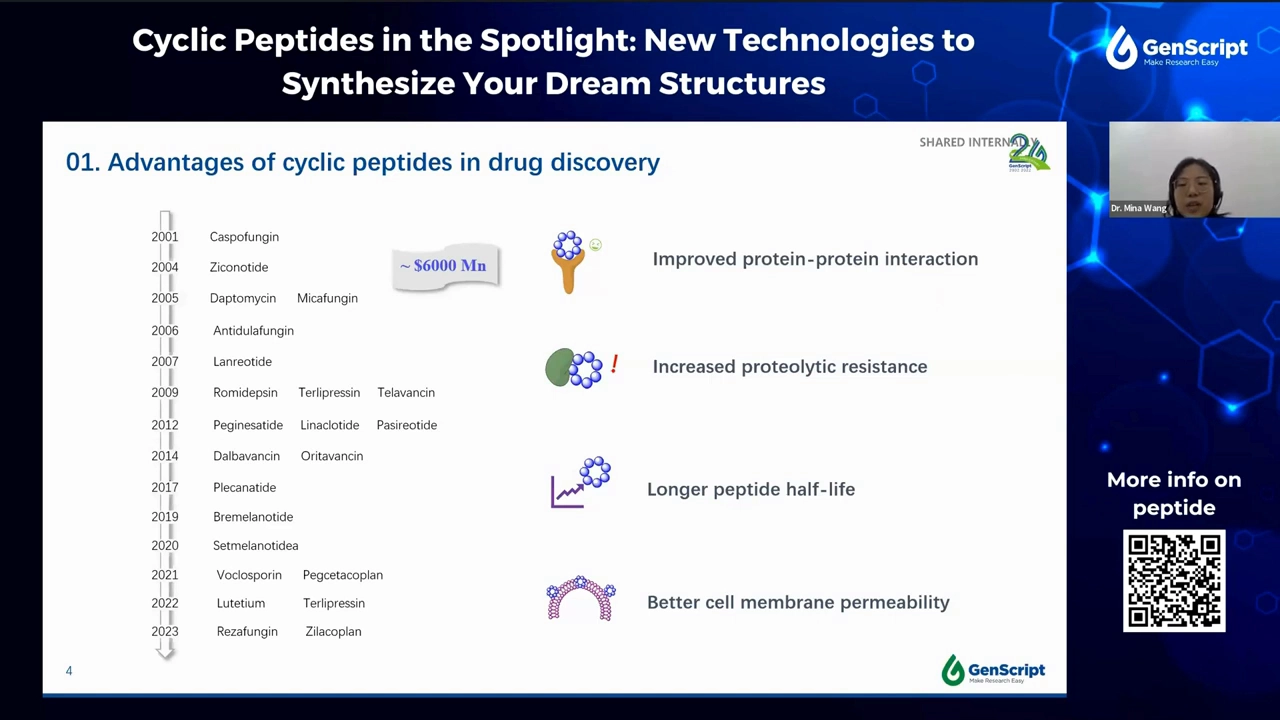 Cyclic Peptides in the Spotlight: New Technologies to
Synthesize Your Dream Structures
GenScript
Make Research Easy
SHARED INTERNALLY
01. Advantages of cyclic peptides in drug discovery
Dr. Mina Wang
2001 Caspofungin
2004 Ziconotide
~ $6000 Mn
2005 Daptomycin Micafungin
2006 Antidulafungin
2007 Lanreotide
2009 Romidepsin Terlipressin Telavancin
2012 Peginesatide Linaclotide Pasireotide
2014 Dalbavancin Oritavancin
2017 Plecanatide
2019 Bremelanotide
2020 Setmelanotidea
2021 Voclosporin Pegcetacoplan
2022 Lutetium Terlipressin
2023 Rezafungin Zilacoplan
Improved protein-protein interaction
Increased proteolytic resistance
!
Longer peptide half-life
Better cell membrane permeability
More info on
peptide
4
GenScript
Make Research Easy